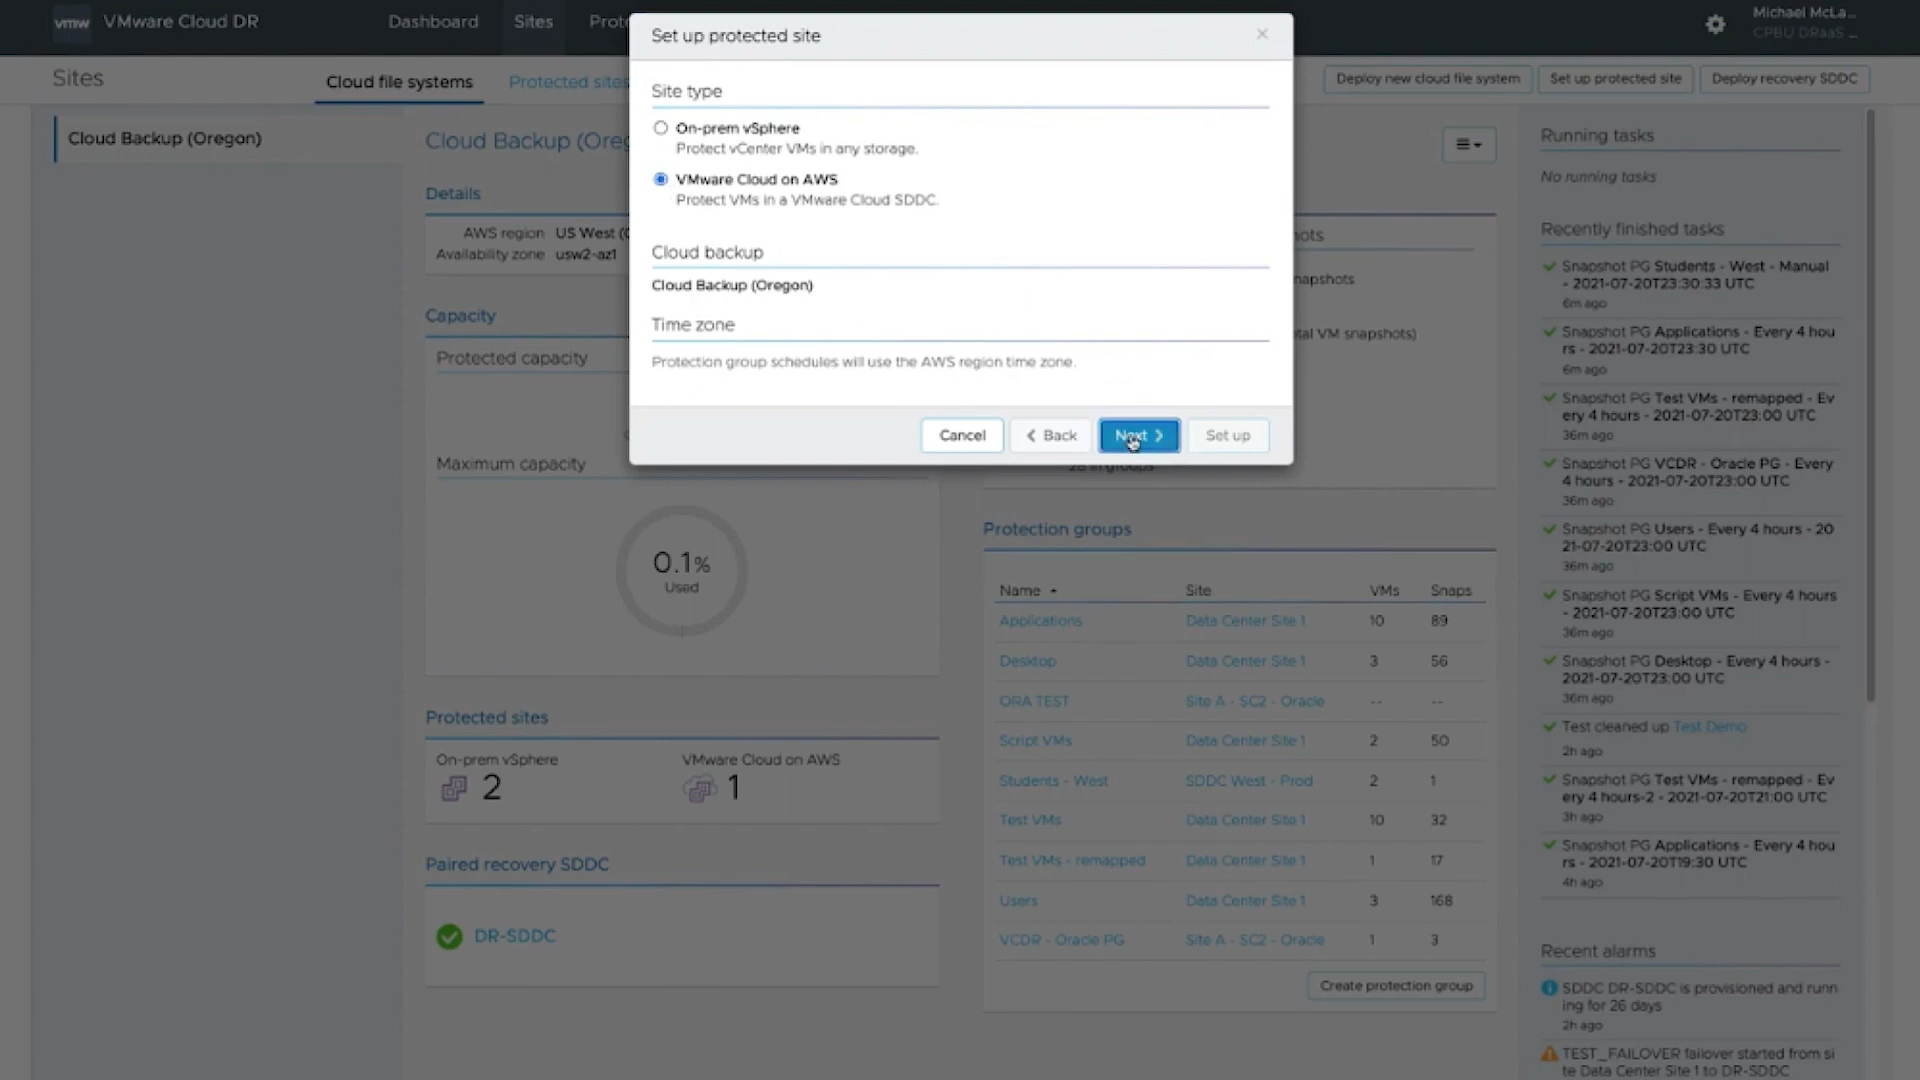 vmw VMware Cloud DR
Dashboard
Sites
Prote
Michael McLa...
CPBU DRaaS ...
Sites
Cloud file systems
Protected sites
Deploy new cloud file system
Set up protected site
Deploy recovery SDDC
Set up protected site
Site type
On-prem vSphere
Protect vCenter VMs in any storage.
VMware Cloud on AWS
Protect VMs in a VMware Cloud SDDC.
Cloud backup
Cloud Backup (Oregon)
Time zone
Protection group schedules will use the AWS region time zone.
Cancel
Back
Next
Set up
Cloud Backup (Oregon)
Cloud Backup (Oreg
Details
AWS region US West (
Availability zone usw2-az1
Capacity
Protected capacity
Maximum capacity
0.1%
Used
Protected sites
On-prem vSphere
2
VMware Cloud on AWS
1
Paired recovery SDDC
DR-SDDC
ots
napshots
tal VM snapshots)
28 in groups
Protection groups
Name Site VMs Snaps
Applications Data Center Site 1 10 89
Desktop Data Center Site 1 3 56
ORA TEST Site A - SC2 - Oracle -- --
Script VMs Data Center Site 1 2 50
Students - West SDDC West - Prod 2 1
Test VMs Data Center Site 1 10 32
Test VMs - remapped Data Center Site 1 1 17
Users Data Center Site 1 3 168
VCDR - Oracle PG Site A - SC2 - Oracle 1 3
Create protection group
Running tasks
No running tasks
Recently finished tasks
Snapshot PG Students - West - Manual
- 2021-07-20T23:30:33 UTC
6m ago
Snapshot PG Applications - Every 4 hou
rs - 2021-07-20T23:30 UTC
6m ago
Snapshot PG Test VMs - remapped - Ev
ery 4 hours - 2021-07-20T23:00 UTC
36m ago
Snapshot PG VCDR - Oracle PG - Every
4 hours - 2021-07-20T23:00 UTC
36m ago
Snapshot PG Users - Every 4 hours - 20
21-07-20T23:00 UTC
36m ago
Snapshot PG Script VMs - Every 4 hours
- 2021-07-20T23:00 UTC
36m ago
Snapshot PG Desktop - Every 4 hours -
2021-07-20T23:00 UTC
36m ago
Test cleaned up Test Demo
2h ago
Snapshot PG Test VMs - remapped - Ev
ery 4 hours-2 - 2021-07-20T21:00 UTC
3h ago
Snapshot PG Applications - Every 4 hou
rs - 2021-07-20T19:30 UTC
4h ago
Recent alarms
SDDC DR-SDDC is provisioned and runn
ing for 26 days
2h ago
TEST_FAILOVER failover started from si
te Data Center Site 1 to DR-SDDC